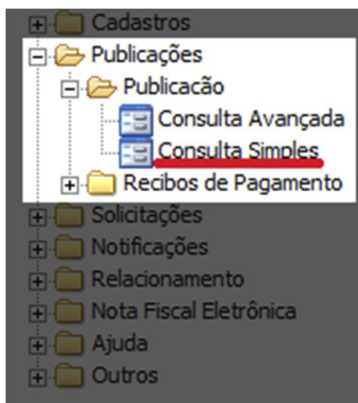 Cadastros
Publicações
Publicacão
Consulta Avançada
Consulta Simples
Recibos de Pagamento
Solicitações
Notificações
Relacionamento
Nota Fiscal Eletrônica
Ajuda
Outros